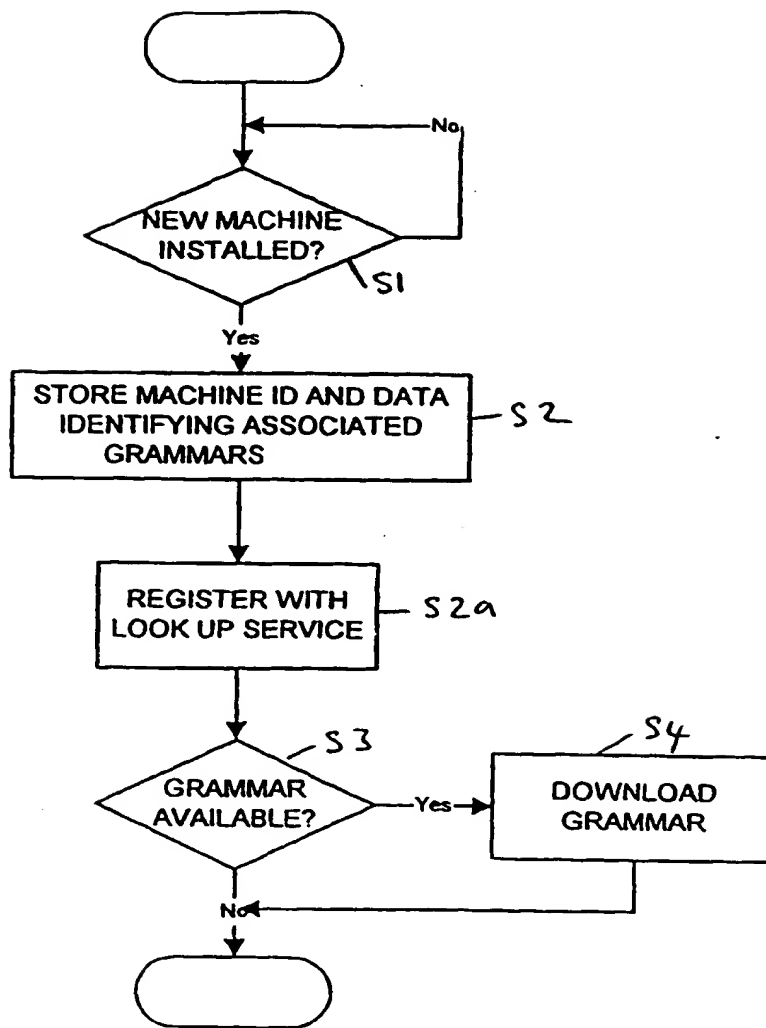 No
NEW MACHINE
INSTALLED?
S1
Yes
STORE MACHINE ID AND DATA
IDENTIFYING ASSOCIATED
GRAMMARS
S2
REGISTER WITH
LOOK UP SERVICE
S2a
S3
GRAMMAR
AVAILABLE?
Yes
S4
DOWNLOAD
GRAMMAR
No